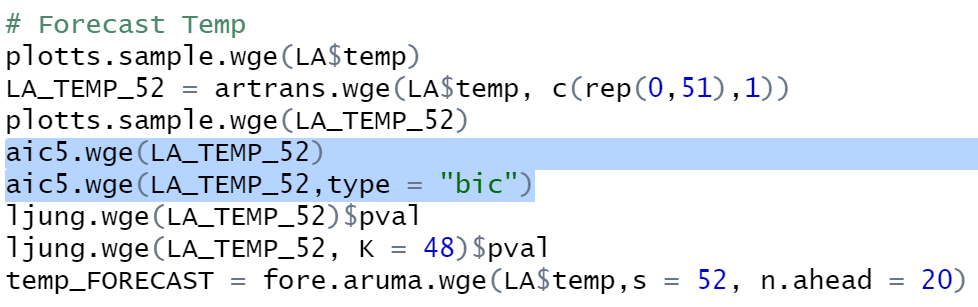 # Forecast Temp
plotts.sample.wge(LA$temp)
LA_TEMP_52 = artrans.wge(LA$temp, c(rep(0,51),1))
plotts.sample.wge(LA_TEMP_52)
aic5.wge(LA_TEMP_52)
aic5.wge(LA_TEMP_52,type = "bic")
ljung.wge(LA_TEMP_52)$pval
ljung.wge(LA_TEMP_52, K = 48)$pval
temp_FORECAST = fore.aruma.wge(LA$temp,s = 52, n.ahead = 20)